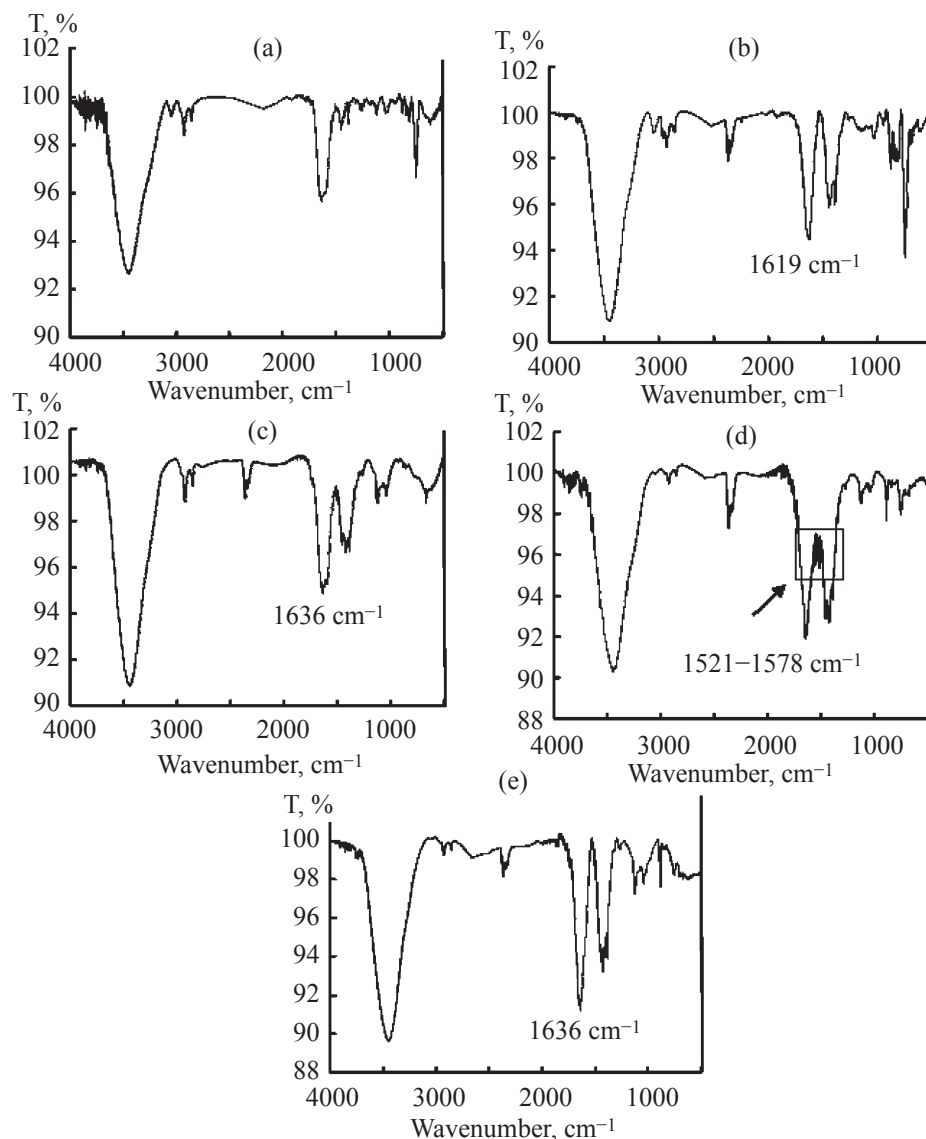 T, %
(a)
102
100
98
96
94
92
90
4000 3000 2000 1000
Wavenumber, cm⁻¹
T, %
(b)
102
100
98
96
94
92
90
1619 cm⁻¹
4000 3000 2000 1000
Wavenumber, cm⁻¹
T, %
(c)
102
100
98
96
94
92
90
1636 cm⁻¹
4000 3000 2000 1000
Wavenumber, cm⁻¹
T, %
(d)
102
100
98
96
94
92
90
88
1521−1578 cm⁻¹
4000 3000 2000 1000
Wavenumber, cm⁻¹
T, %
(e)
100
98
96
94
92
90
88
1636 cm⁻¹
4000 3000 2000 1000
Wavenumber, cm⁻¹